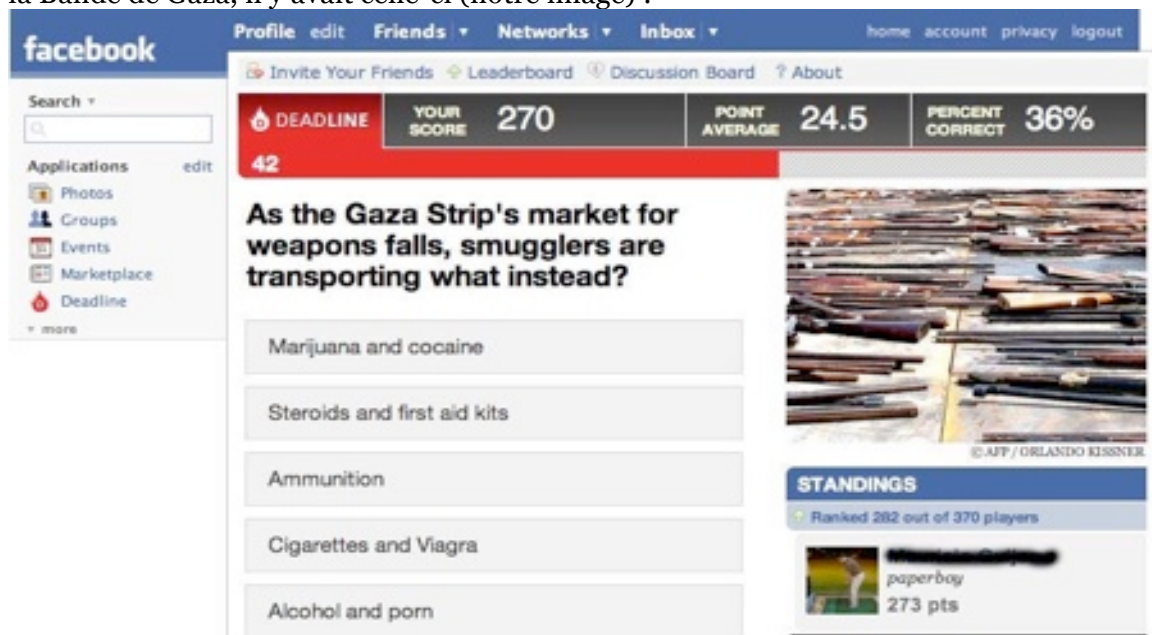 la Bande de Gaza, il y avait celle-ci (notre image) :
facebook
Profile edit Friends Networks Inbox home account privacy logout
Invite Your Friends Leaderboard Discussion Board ? About
Search
Applications edit
Photos
Groups
Events
Marketplace
Deadline
more
DEADLINE YOUR SCORE 270 POINT AVERAGE 24.5 PERCENT CORRECT 36%
42
As the Gaza Strip's market for
weapons falls, smugglers are
transporting what instead?
Marijuana and cocaine
Steroids and first aid kits
Ammunition
Cigarettes and Viagra
Alcohol and porn
© AFP / ORLANDO KISSNER
STANDINGS
Ranked 282 out of 370 players
paperboy
273 pts